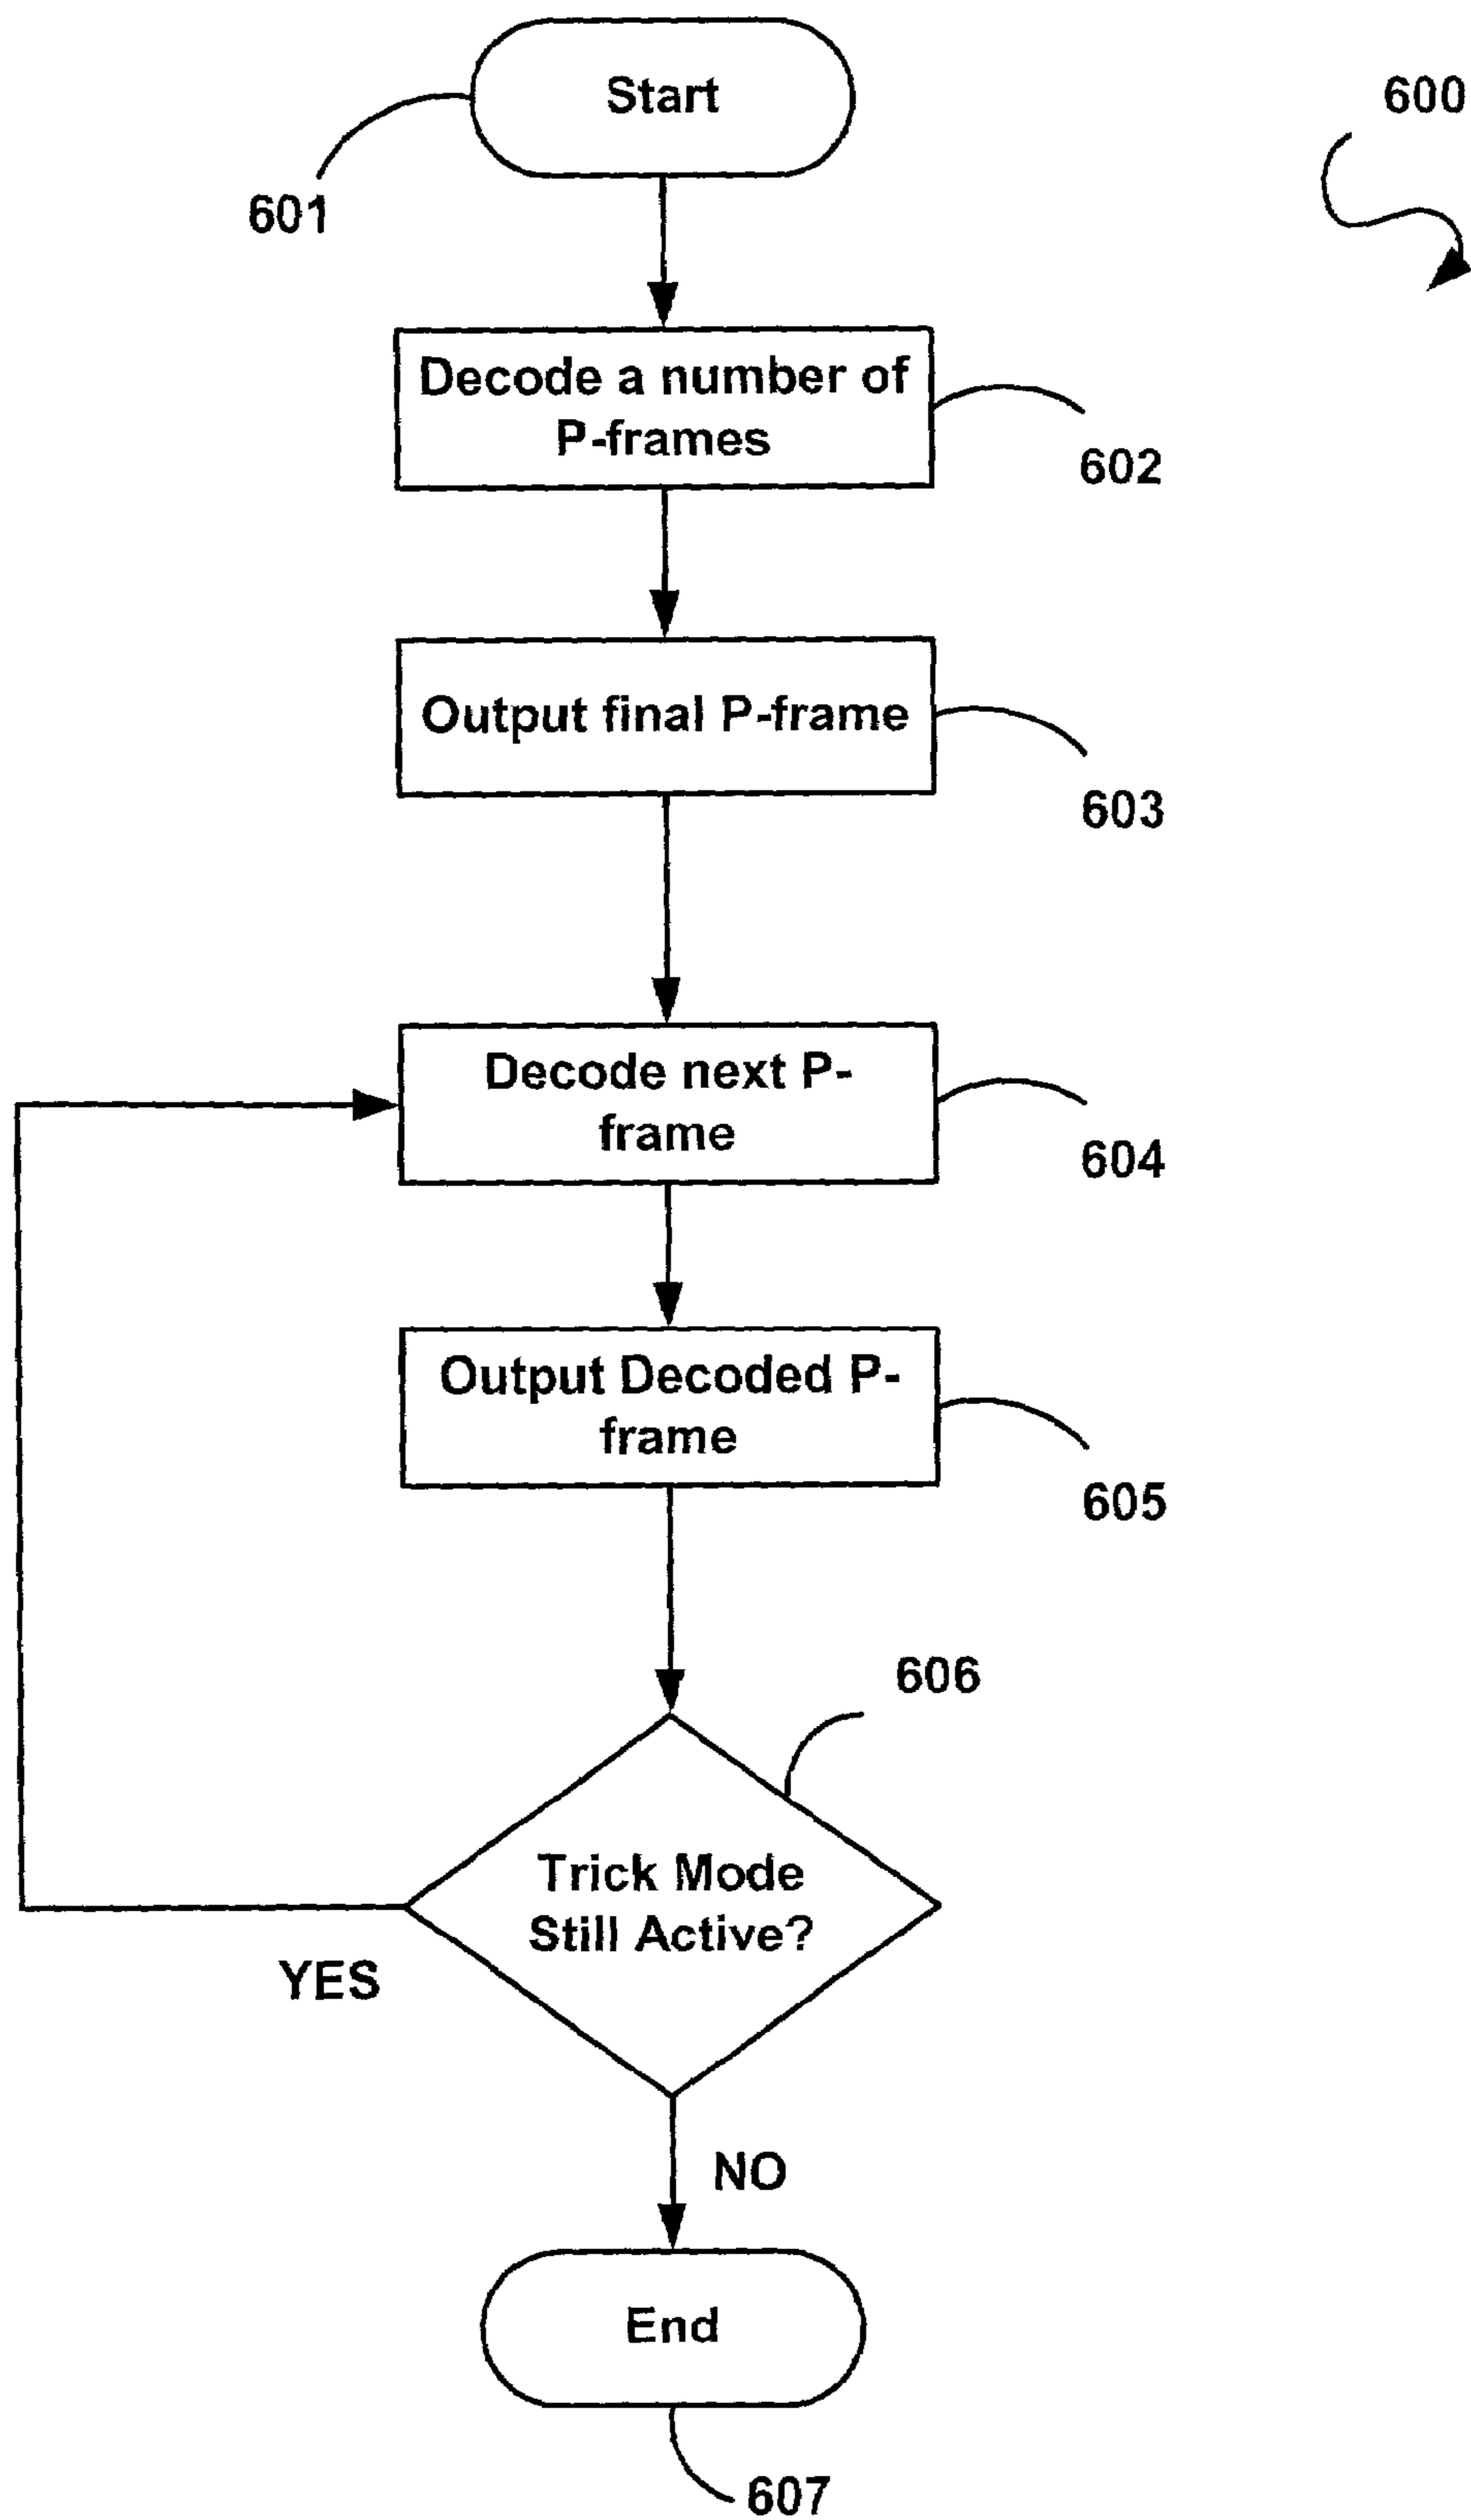 Start
600
601
Decode a number of
P-frames
602
Output final P-frame
603
Decode next P-
frame
604
Output Decoded P-
frame
605
606
Trick Mode
Still Active?
YES
NO
End
607